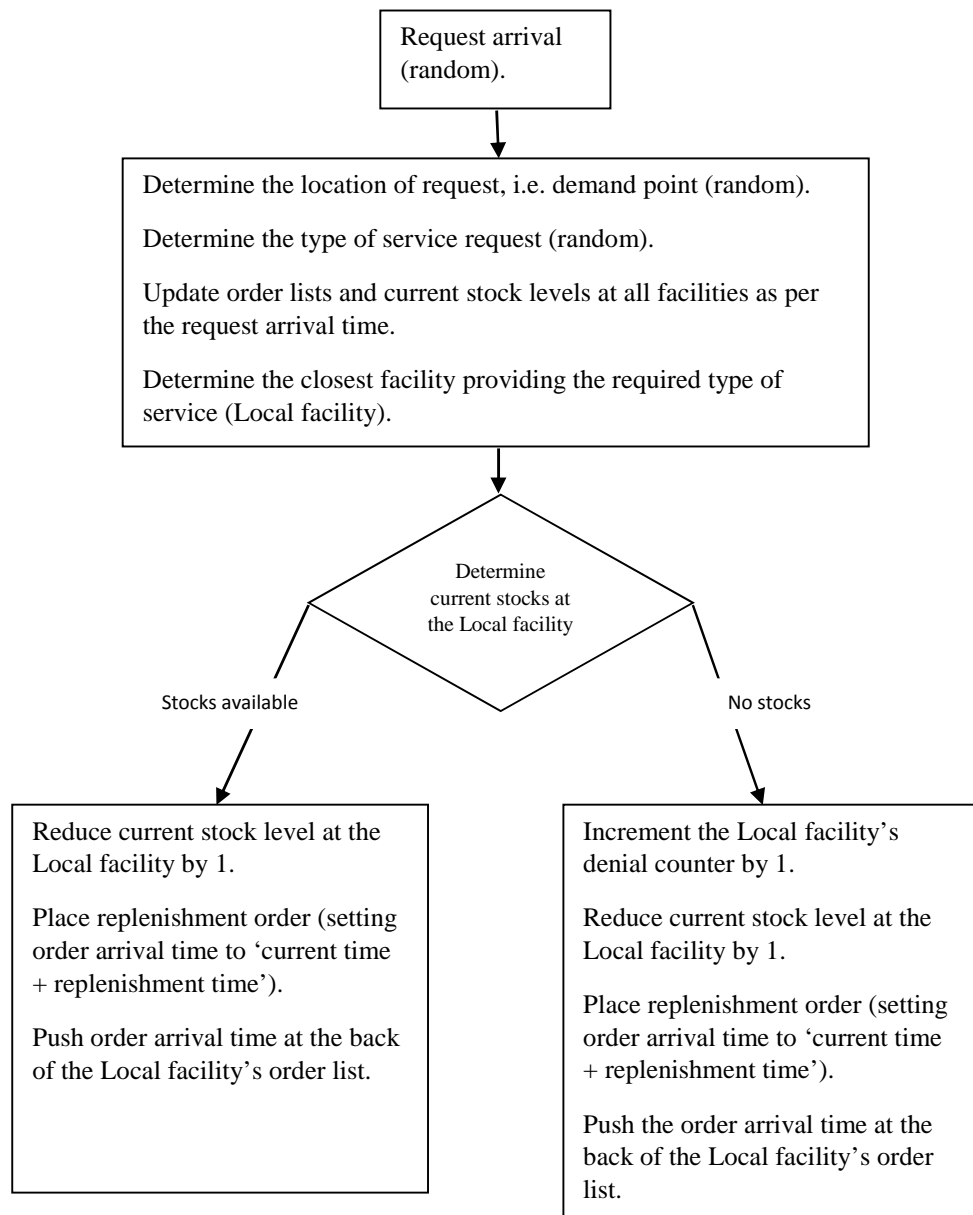 Request arrival
(random).
Determine the location of request, i.e. demand point (random).
Determine the type of service request (random).
Update order lists and current stock levels at all facilities as per
the request arrival time.
Determine the closest facility providing the required type of
service (Local facility).
Determine
current stocks at
the Local facility
Stocks available
No stocks
Reduce current stock level at the
Local facility by 1.
Place replenishment order (setting
order arrival time to ‘current time
+ replenishment time’).
Push order arrival time at the back
of the Local facility’s order list.
Increment the Local facility’s
denial counter by 1.
Reduce current stock level at the
Local facility by 1.
Place replenishment order (setting
order arrival time to ‘current time
+ replenishment time’).
Push the order arrival time at the
back of the Local facility’s order
list.